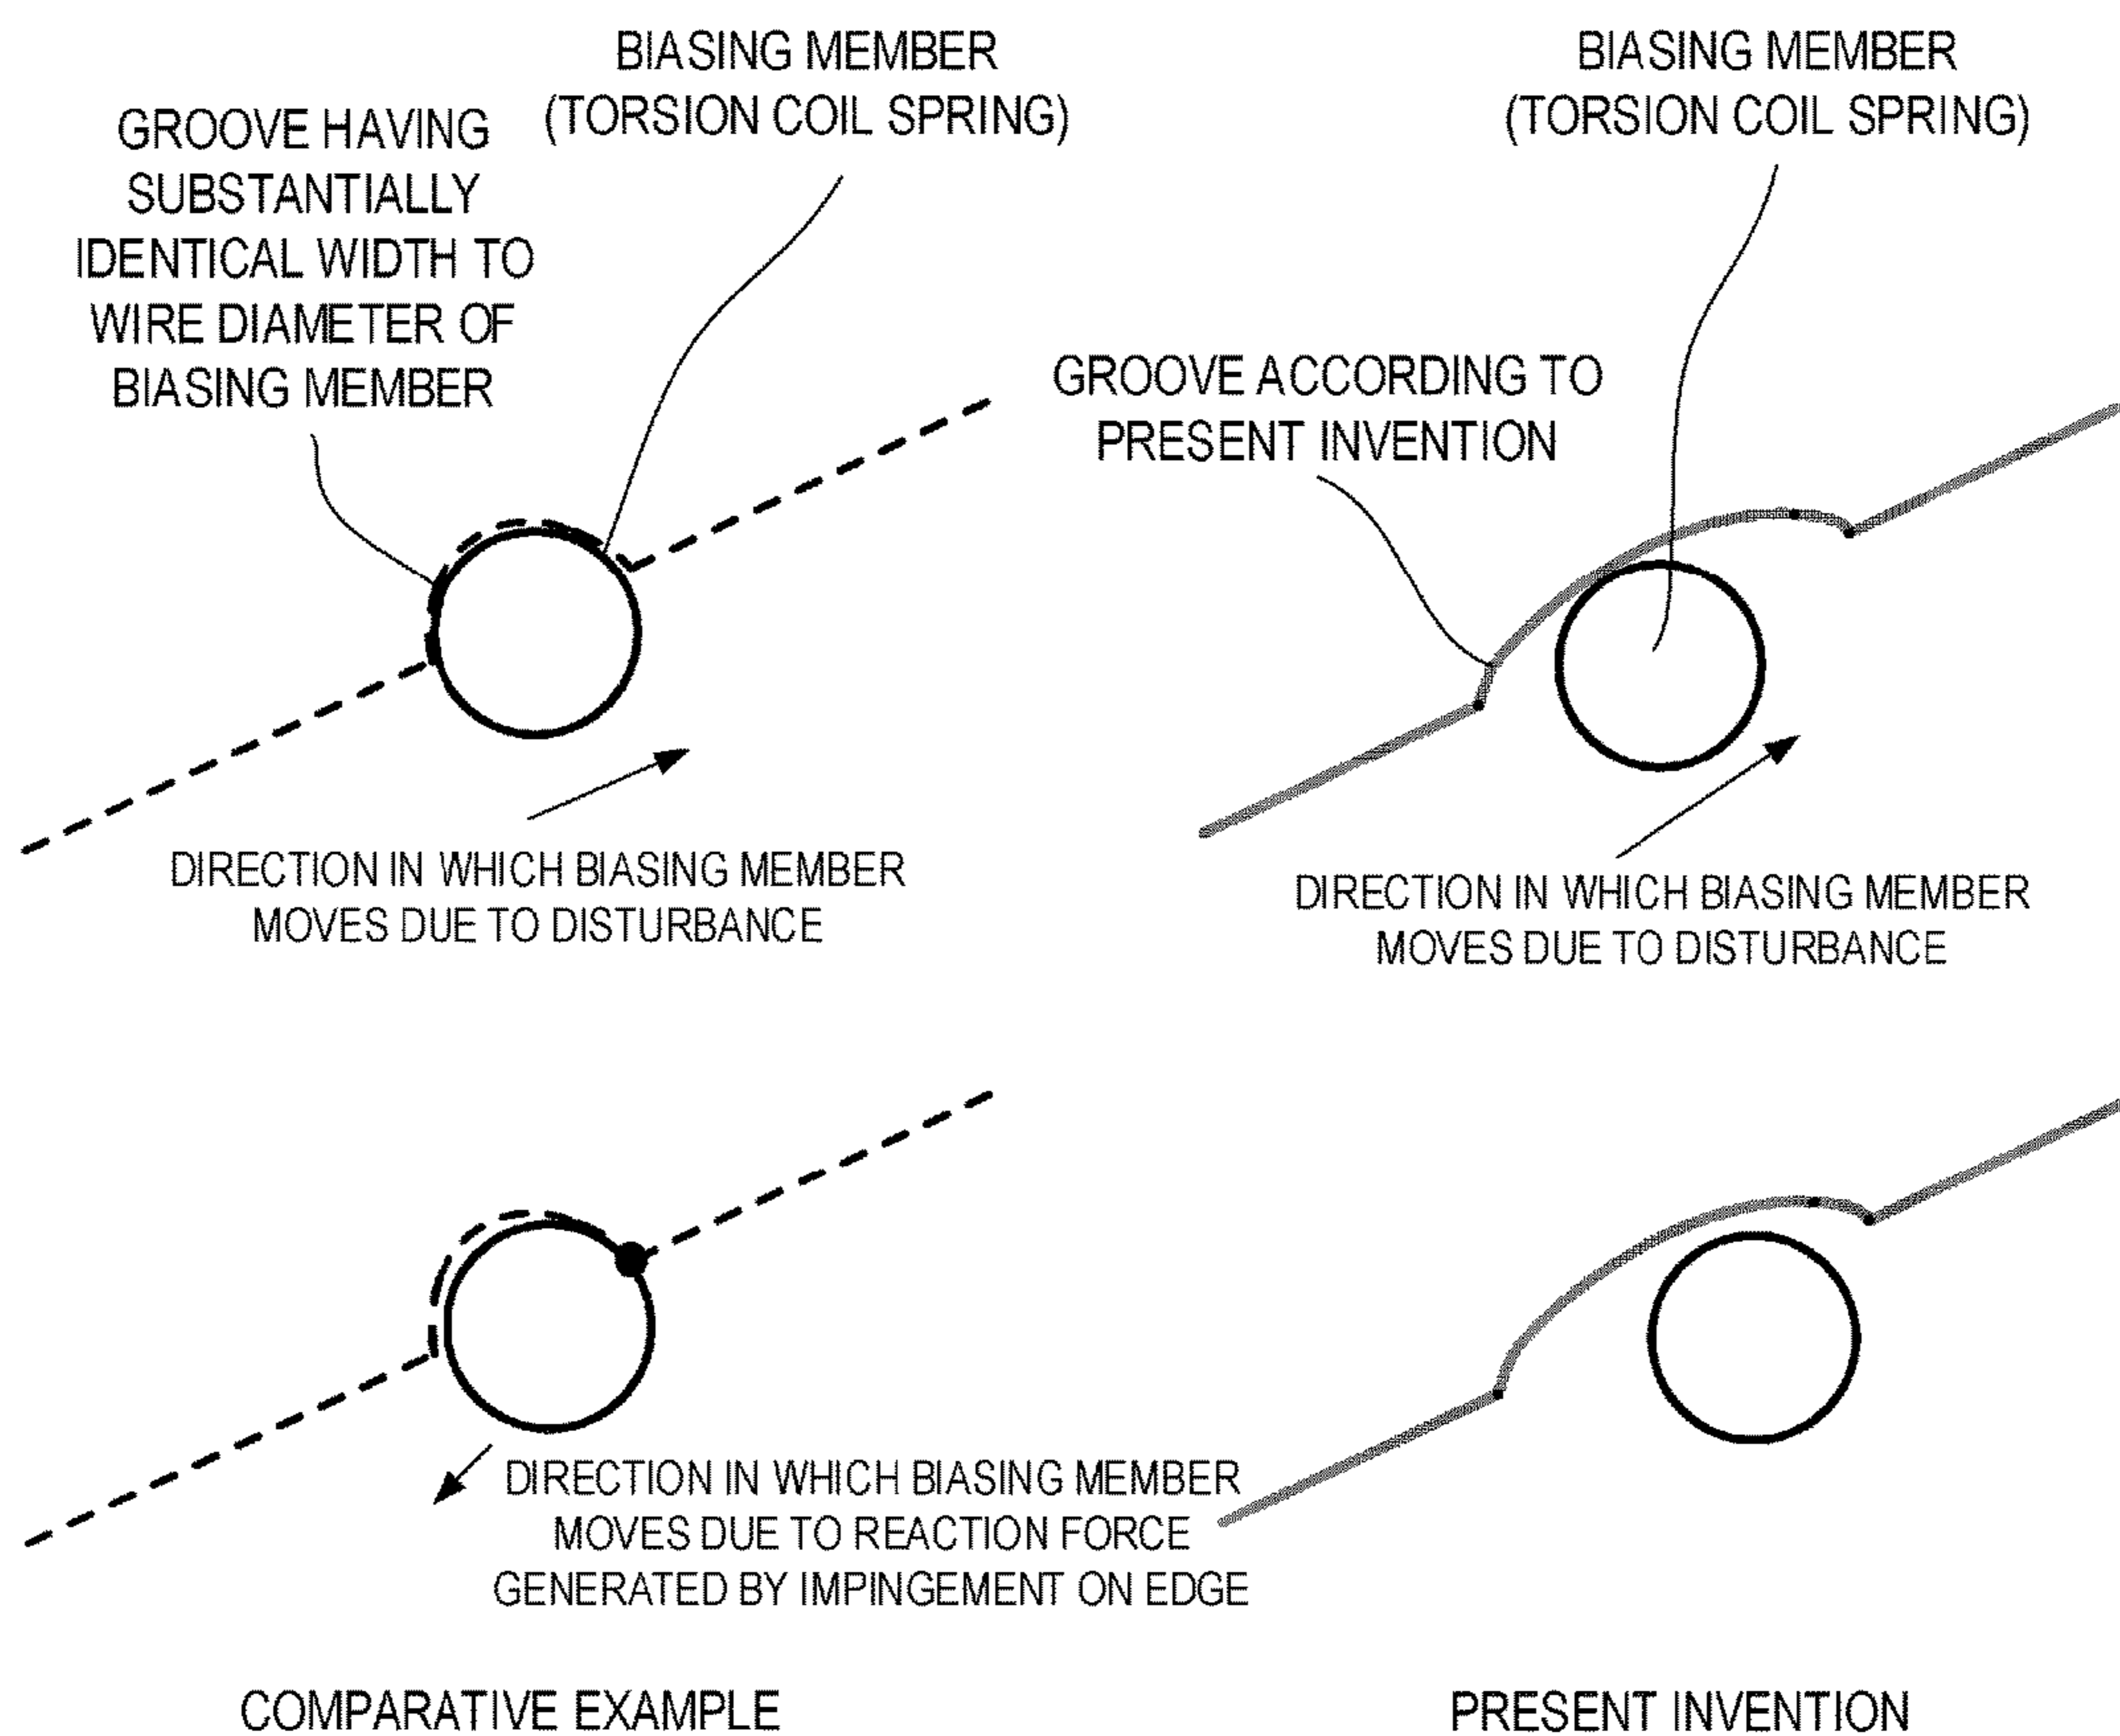 BIASING MEMBER
(TORSION COIL SPRING)
GROOVE HAVING
SUBSTANTIALLY
IDENTICAL WIDTH TO
WIRE DIAMETER OF
BIASING MEMBER
DIRECTION IN WHICH BIASING MEMBER
MOVES DUE TO DISTURBANCE
BIASING MEMBER
(TORSION COIL SPRING)
GROOVE ACCORDING TO
PRESENT INVENTION
DIRECTION IN WHICH BIASING MEMBER
MOVES DUE TO DISTURBANCE
DIRECTION IN WHICH BIASING MEMBER
MOVES DUE TO REACTION FORCE
GENERATED BY IMPINGEMENT ON EDGE
COMPARATIVE EXAMPLE
PRESENT INVENTION